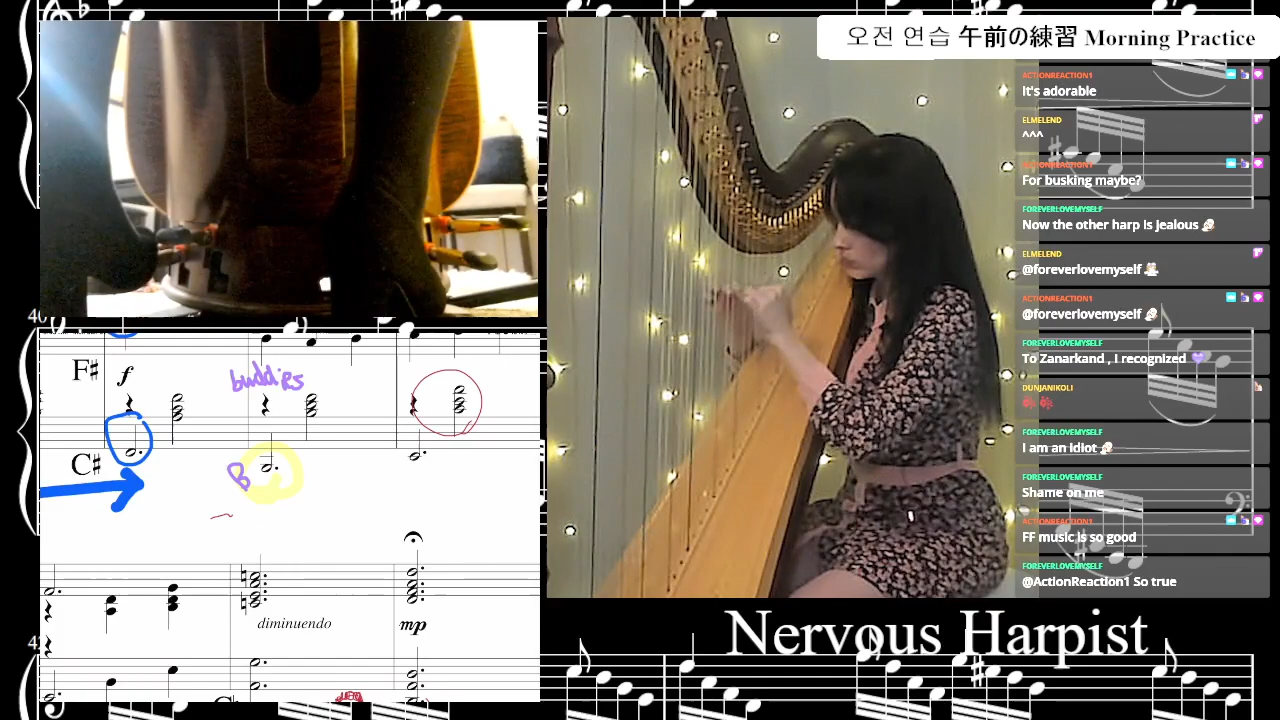 오전 연습 午前の練習 Morning Practice
ACTIONREACTION1
It's adorable
ELMELEND
^^^
ACTIONREACTION1
For busking maybe?
FOREVERLOVEMYSELF
Now the other harp is jealous
ELMELEND
@foreverlovemyself
ACTIONREACTION1
@foreverlovemyself
FOREVERLOVEMYSELF
To Zanarkand , I recognized
DUNJANIKOLI
FOREVERLOVEMYSELF
I am an idiot
FOREVERLOVEMYSELF
Shame on me
ACTIONREACTION1
FF music is so good
FOREVERLOVEMYSELF
@ActionReaction1 So true
40
F#
f
buddies
C#
B
diminuendo
mp
Nervous Harpist